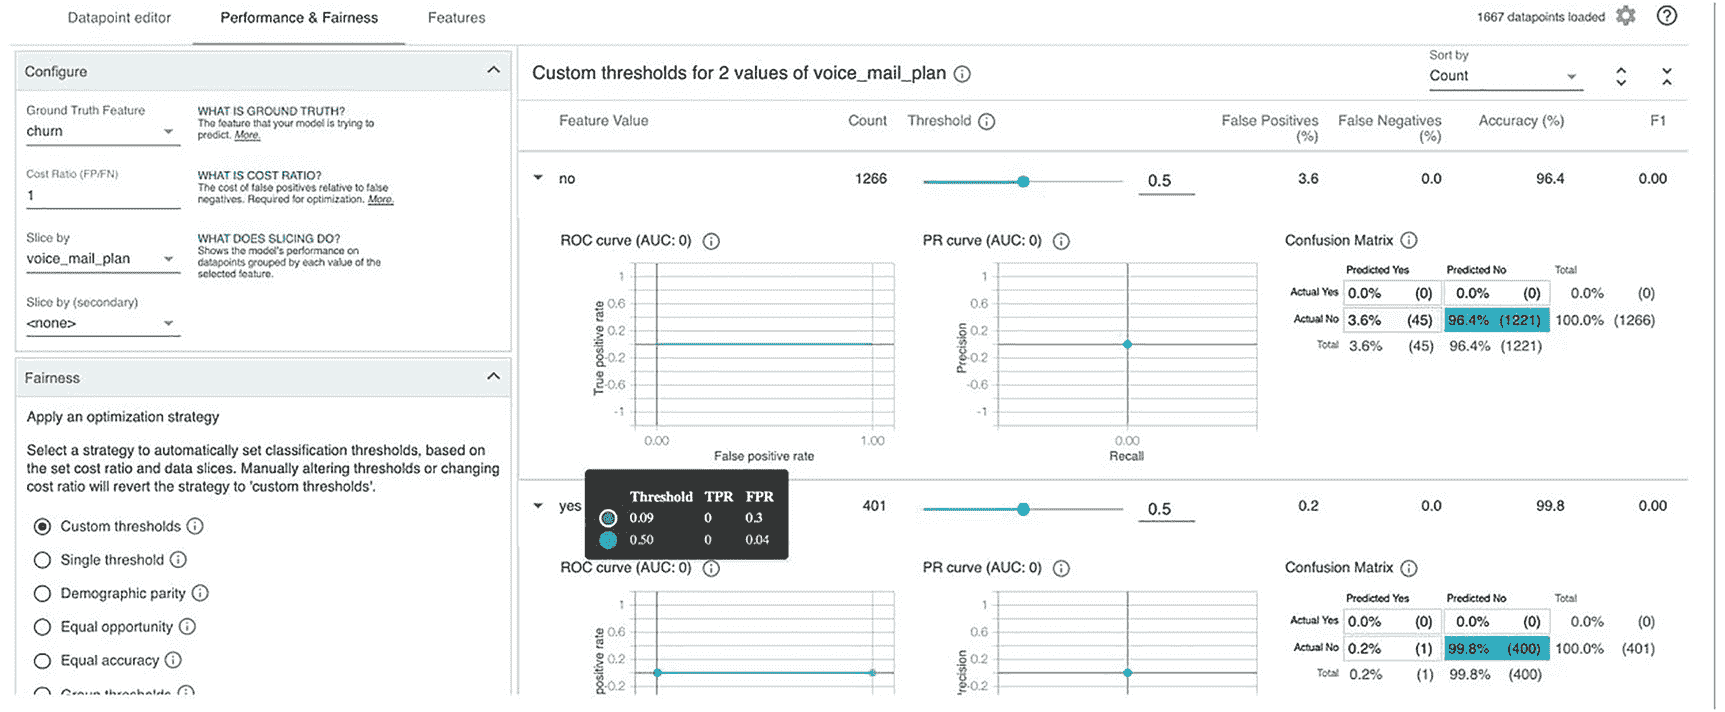 Datapoint editor
Performance & Fairness
Features
1667 datapoints loaded
Configure
Ground Truth Feature
churn
WHAT IS GROUND TRUTH?
The feature that your model is trying to
predict. More.
Cost Ratio (FP/FN)
1
WHAT IS COST RATIO?
The cost of false positives relative to false
negatives. Required for optimization. More.
Slice by
voice_mail_plan
WHAT DOES SLICING DO?
Shows the model's performance on
datapoints grouped by each value of the
selected feature.
Slice by (secondary)
<none>
Fairness
Apply an optimization strategy
Select a strategy to automatically set classification thresholds, based on
the set cost ratio and data slices. Manually altering thresholds or changing
cost ratio will revert the strategy to 'custom thresholds'.
Custom thresholds
Single threshold
Demographic parity
Equal opportunity
Equal accuracy
Group thresholds
Custom thresholds for 2 values of voice_mail_plan
Sort by
Count
Feature Value Count Threshold False Positives (%) False Negatives (%) Accuracy (%) F1
no 1266 0.5 3.6 0.0 96.4 0.00
ROC curve (AUC: 0)
1
0.6
0.2
-0.2
-0.6
-1
True positive rate
0.00 1.00
False positive rate
PR curve (AUC: 0)
1
0.6
0.2
-0.2
-0.6
-1
Precision
0.00
Recall
Confusion Matrix
Predicted Yes Predicted No Total
Actual Yes 0.0% (0) 0.0% (0) 0.0% (0)
Actual No 3.6% (45) 96.4% (1221) 100.0% (1266)
Total 3.6% (45) 96.4% (1221)
yes 401 0.5 0.2 0.0 99.8 0.00
Threshold TPR FPR
0.09 0 0.3
0.50 0 0.04
ROC curve (AUC: 0)
1
0.6
0.2
-0.2
positive rate
PR curve (AUC: 0)
1
0.6
0.2
-0.2
recision
Confusion Matrix
Predicted Yes Predicted No Total
Actual Yes 0.0% (0) 0.0% (0) 0.0% (0)
Actual No 0.2% (1) 99.8% (400) 100.0% (401)
Total 0.2% (1) 99.8% (400)